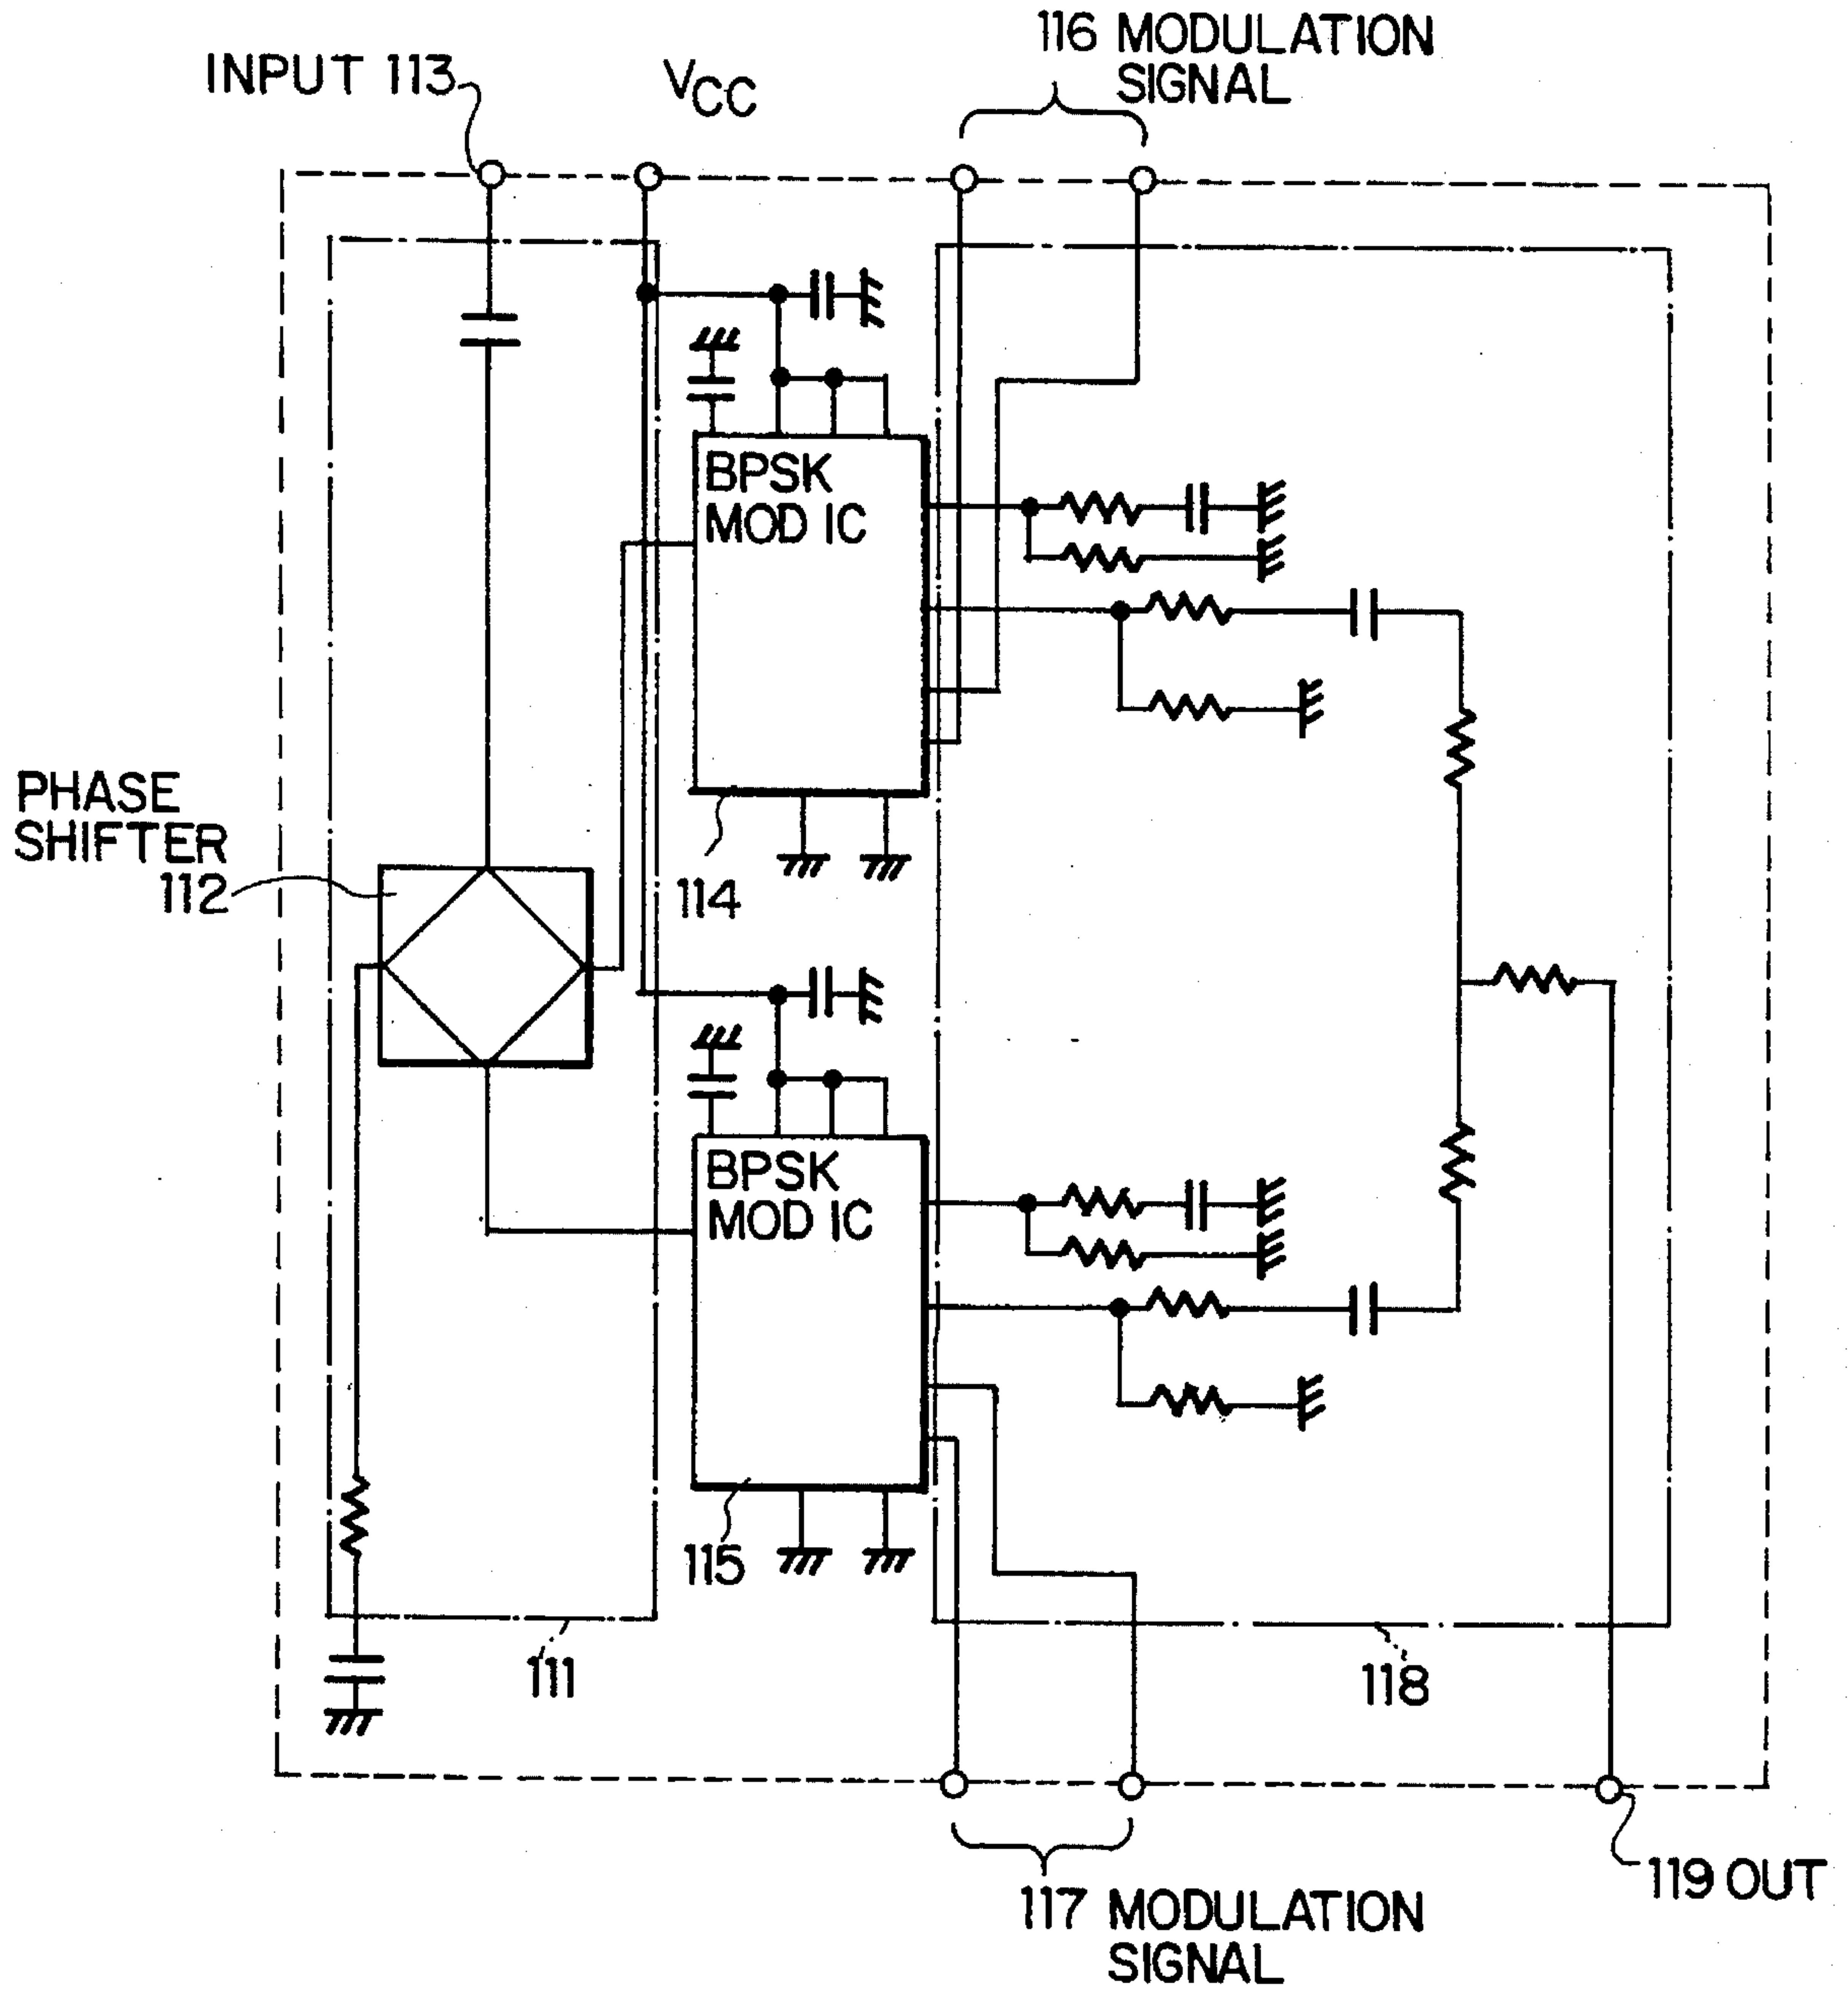 116 MODULATION
SIGNAL
INPUT 113
VCC
BPSK
MOD IC
PHASE
SHIFTER
112
114
BPSK
MOD IC
115
111
118
119 OUT
117 MODULATION
SIGNAL